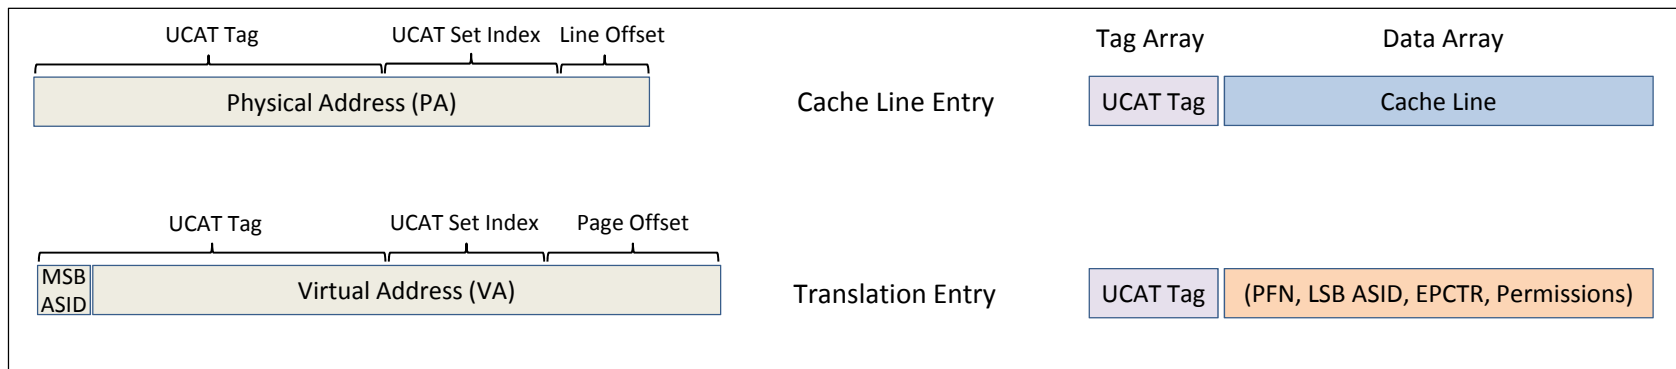 UCAT Tag UCAT Set Index Line Offset
Physical Address (PA)
Cache Line Entry
Tag Array Data Array
UCAT Tag Cache Line
UCAT Tag UCAT Set Index Page Offset
MSB
ASID
Virtual Address (VA)
Translation Entry
UCAT Tag (PFN, LSB ASID, EPCTR, Permissions)